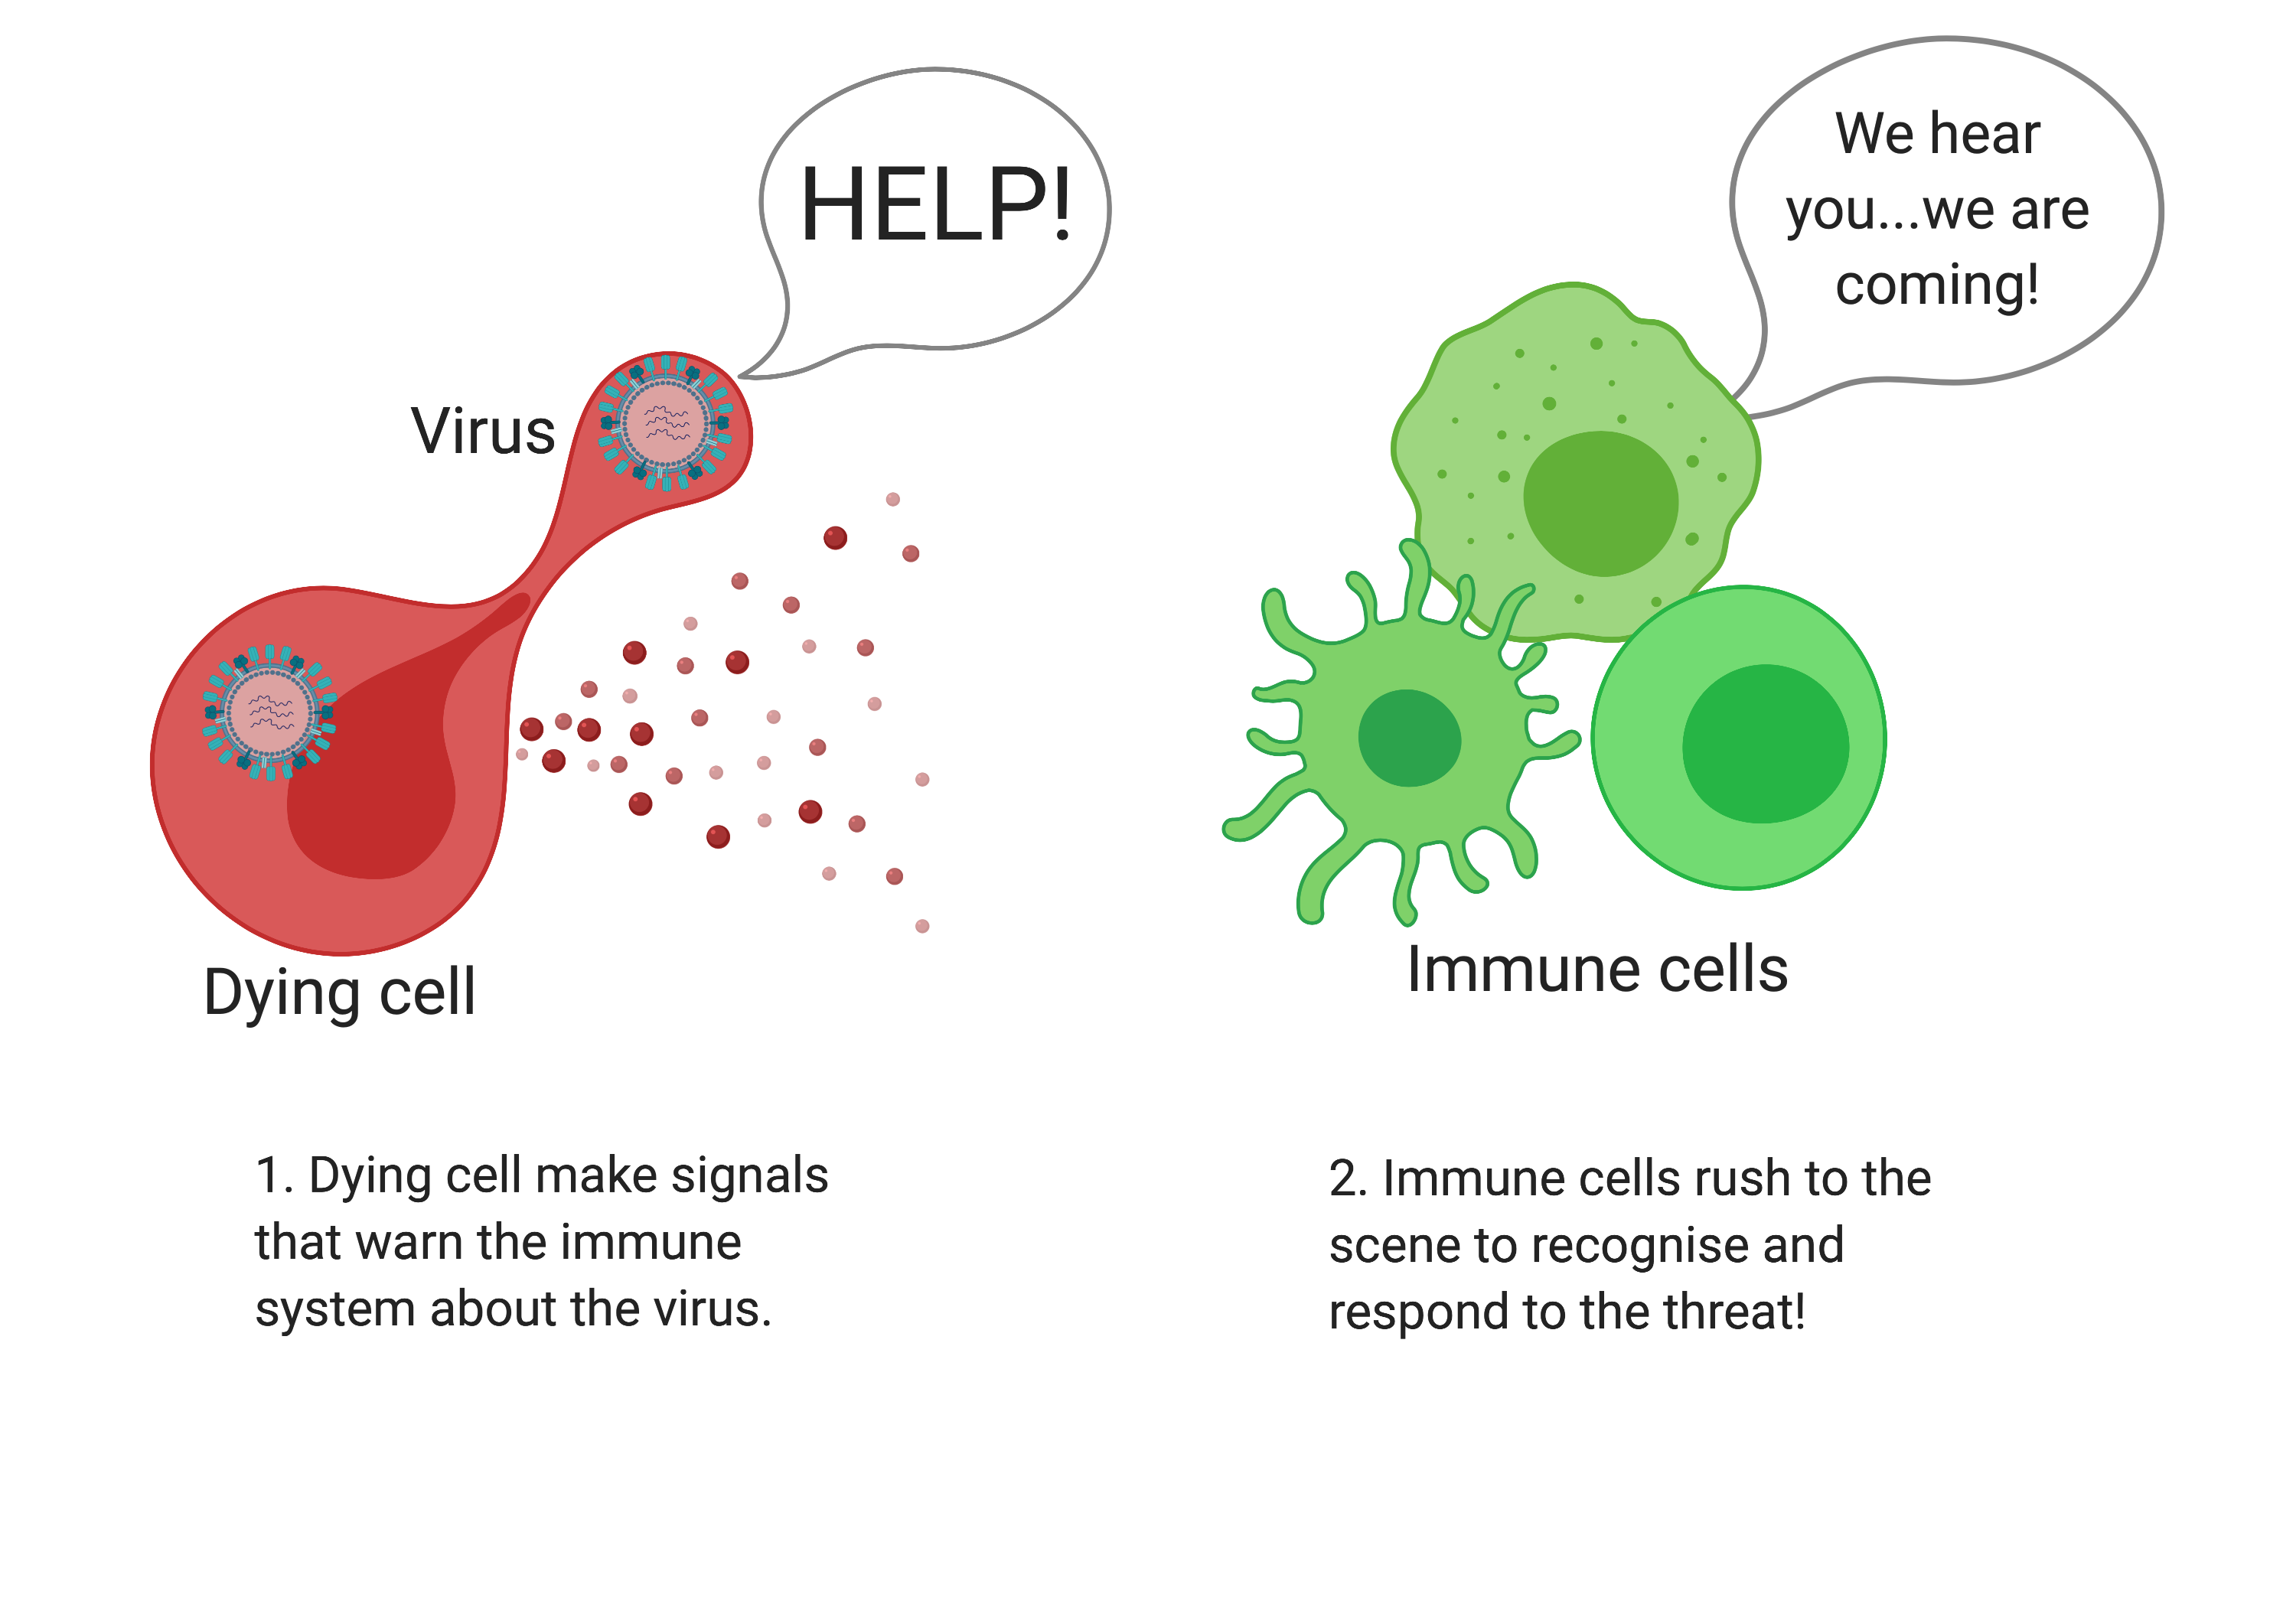 HELP!
We hear
you...we are
coming!
Virus
Dying cell
Immune cells
1. Dying cell make signals
that warn the immune
system about the virus.
2. Immune cells rush to the
scene to recognise and
respond to the threat!